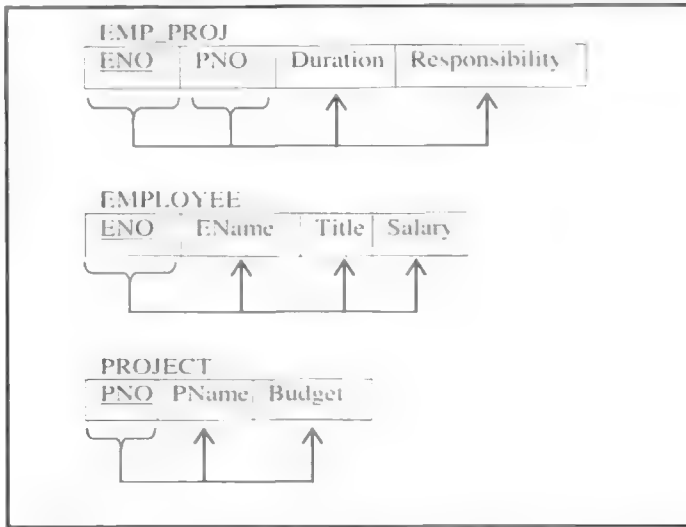 EMP_PROJ
ENO PNO Duration Responsibility
EMPLOYEE
ENO EName Title Salary
PROJECT
PNO PName Budget